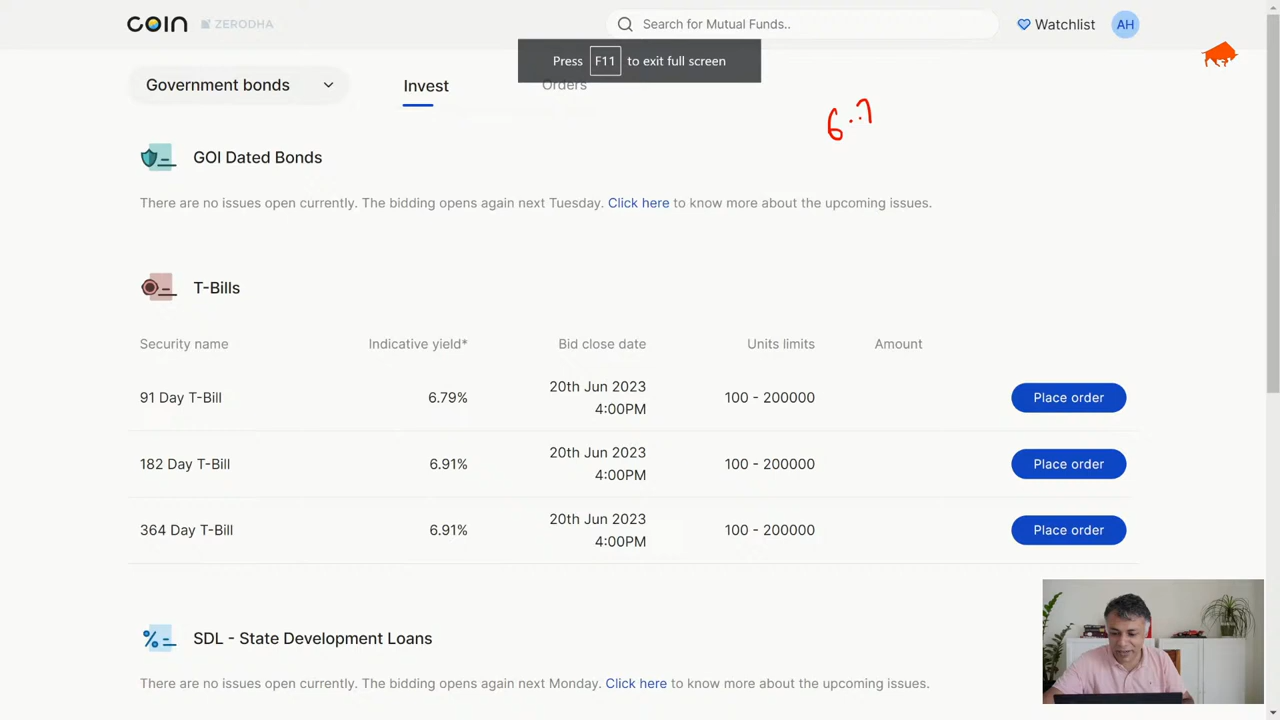 coin ZERODHA Search for Mutual Funds.. Watchlist AH
Press F11 to exit full screen
Government bonds Invest Orders
6.7
GOI Dated Bonds
There are no issues open currently. The bidding opens again next Tuesday. Click here to know more about the upcoming issues.
T-Bills
Security name Indicative yield* Bid close date Units limits Amount
91 Day T-Bill 6.79% 20th Jun 2023 4:00PM 100 - 200000 Place order
182 Day T-Bill 6.91% 20th Jun 2023 4:00PM 100 - 200000 Place order
364 Day T-Bill 6.91% 20th Jun 2023 4:00PM 100 - 200000 Place order
SDL - State Development Loans
There are no issues open currently. The bidding opens again next Monday. Click here to know more about the upcoming issues.